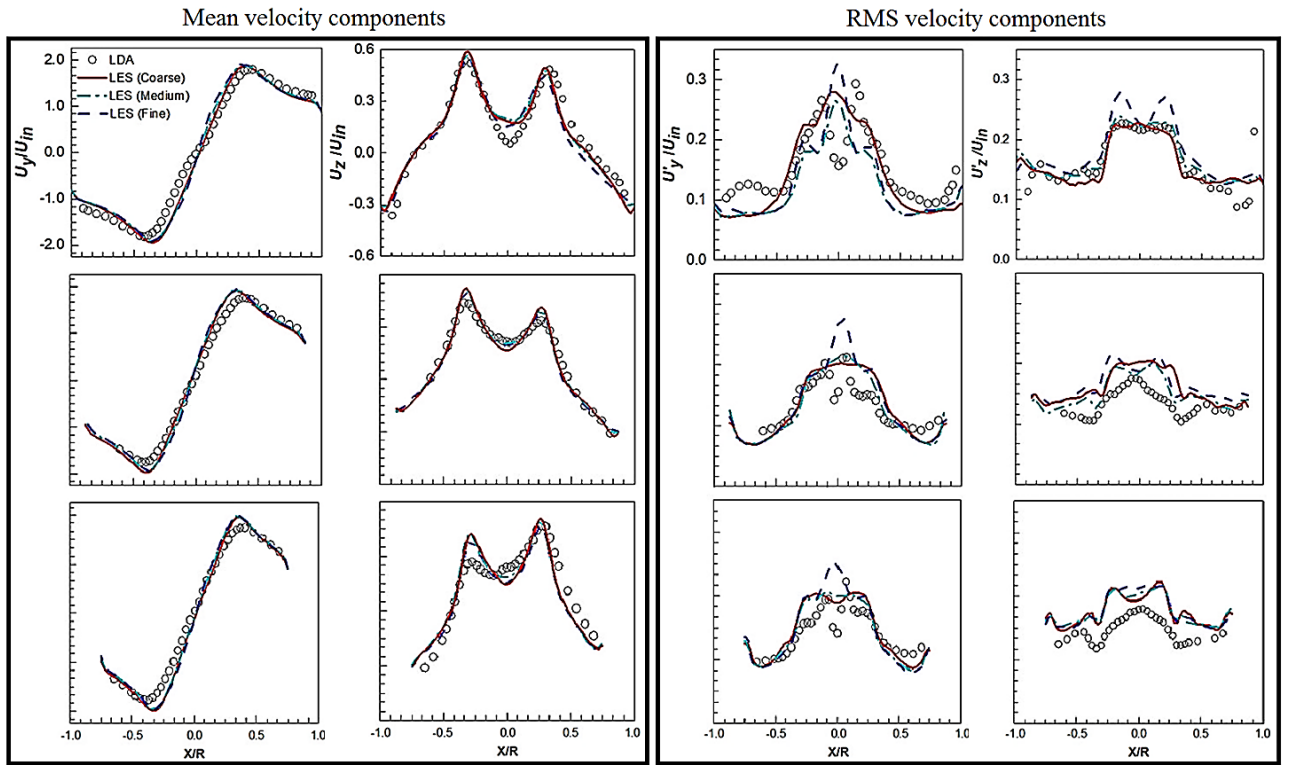 Mean velocity components
RMS velocity components
2.0
1.0
0.0
-1.0
-2.0
Uy/Uin
LDA
LES (Coarse)
LES (Medium)
LES (Fine)
0.6
0.3
0.0
-0.3
-0.6
Uz/Uin
0.3
0.2
0.1
0.0
U'y/Uin
0.3
0.2
0.1
0.0
U'z/Uin
-1.0 -0.5 0.0 0.5 1.0
X/R
-1.0 -0.5 0.0 0.5 1.0
X/R
-1.0 -0.5 0.0 0.5 1.0
X/R
-1.0 -0.5 0.0 0.5 1.0
X/R